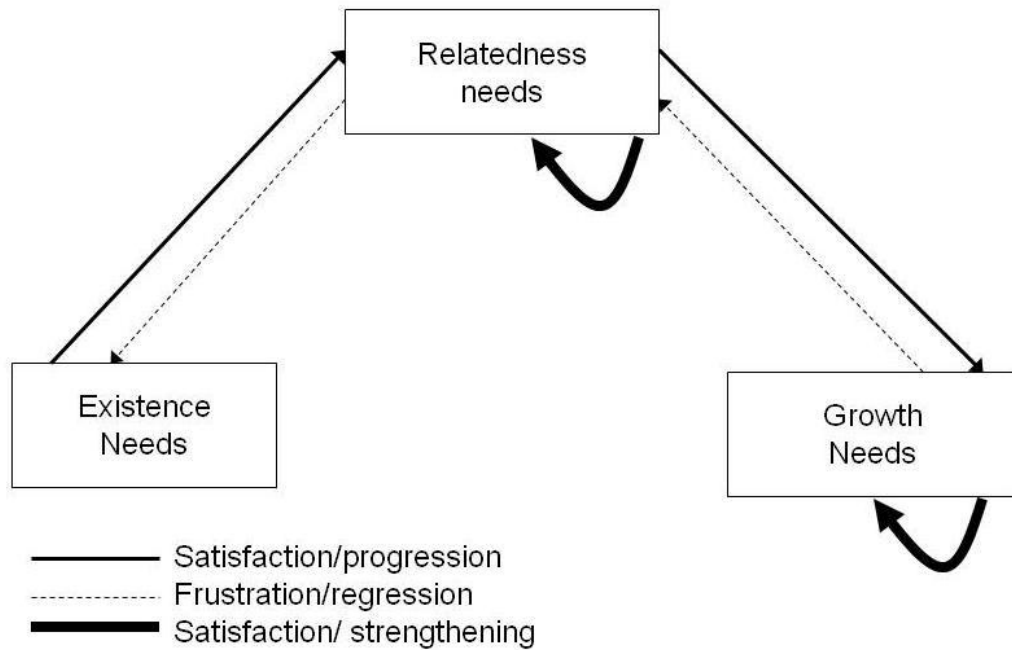 Relatedness
needs
Existence
Needs
Growth
Needs
Satisfaction/progression
Frustration/regression
Satisfaction/ strengthening